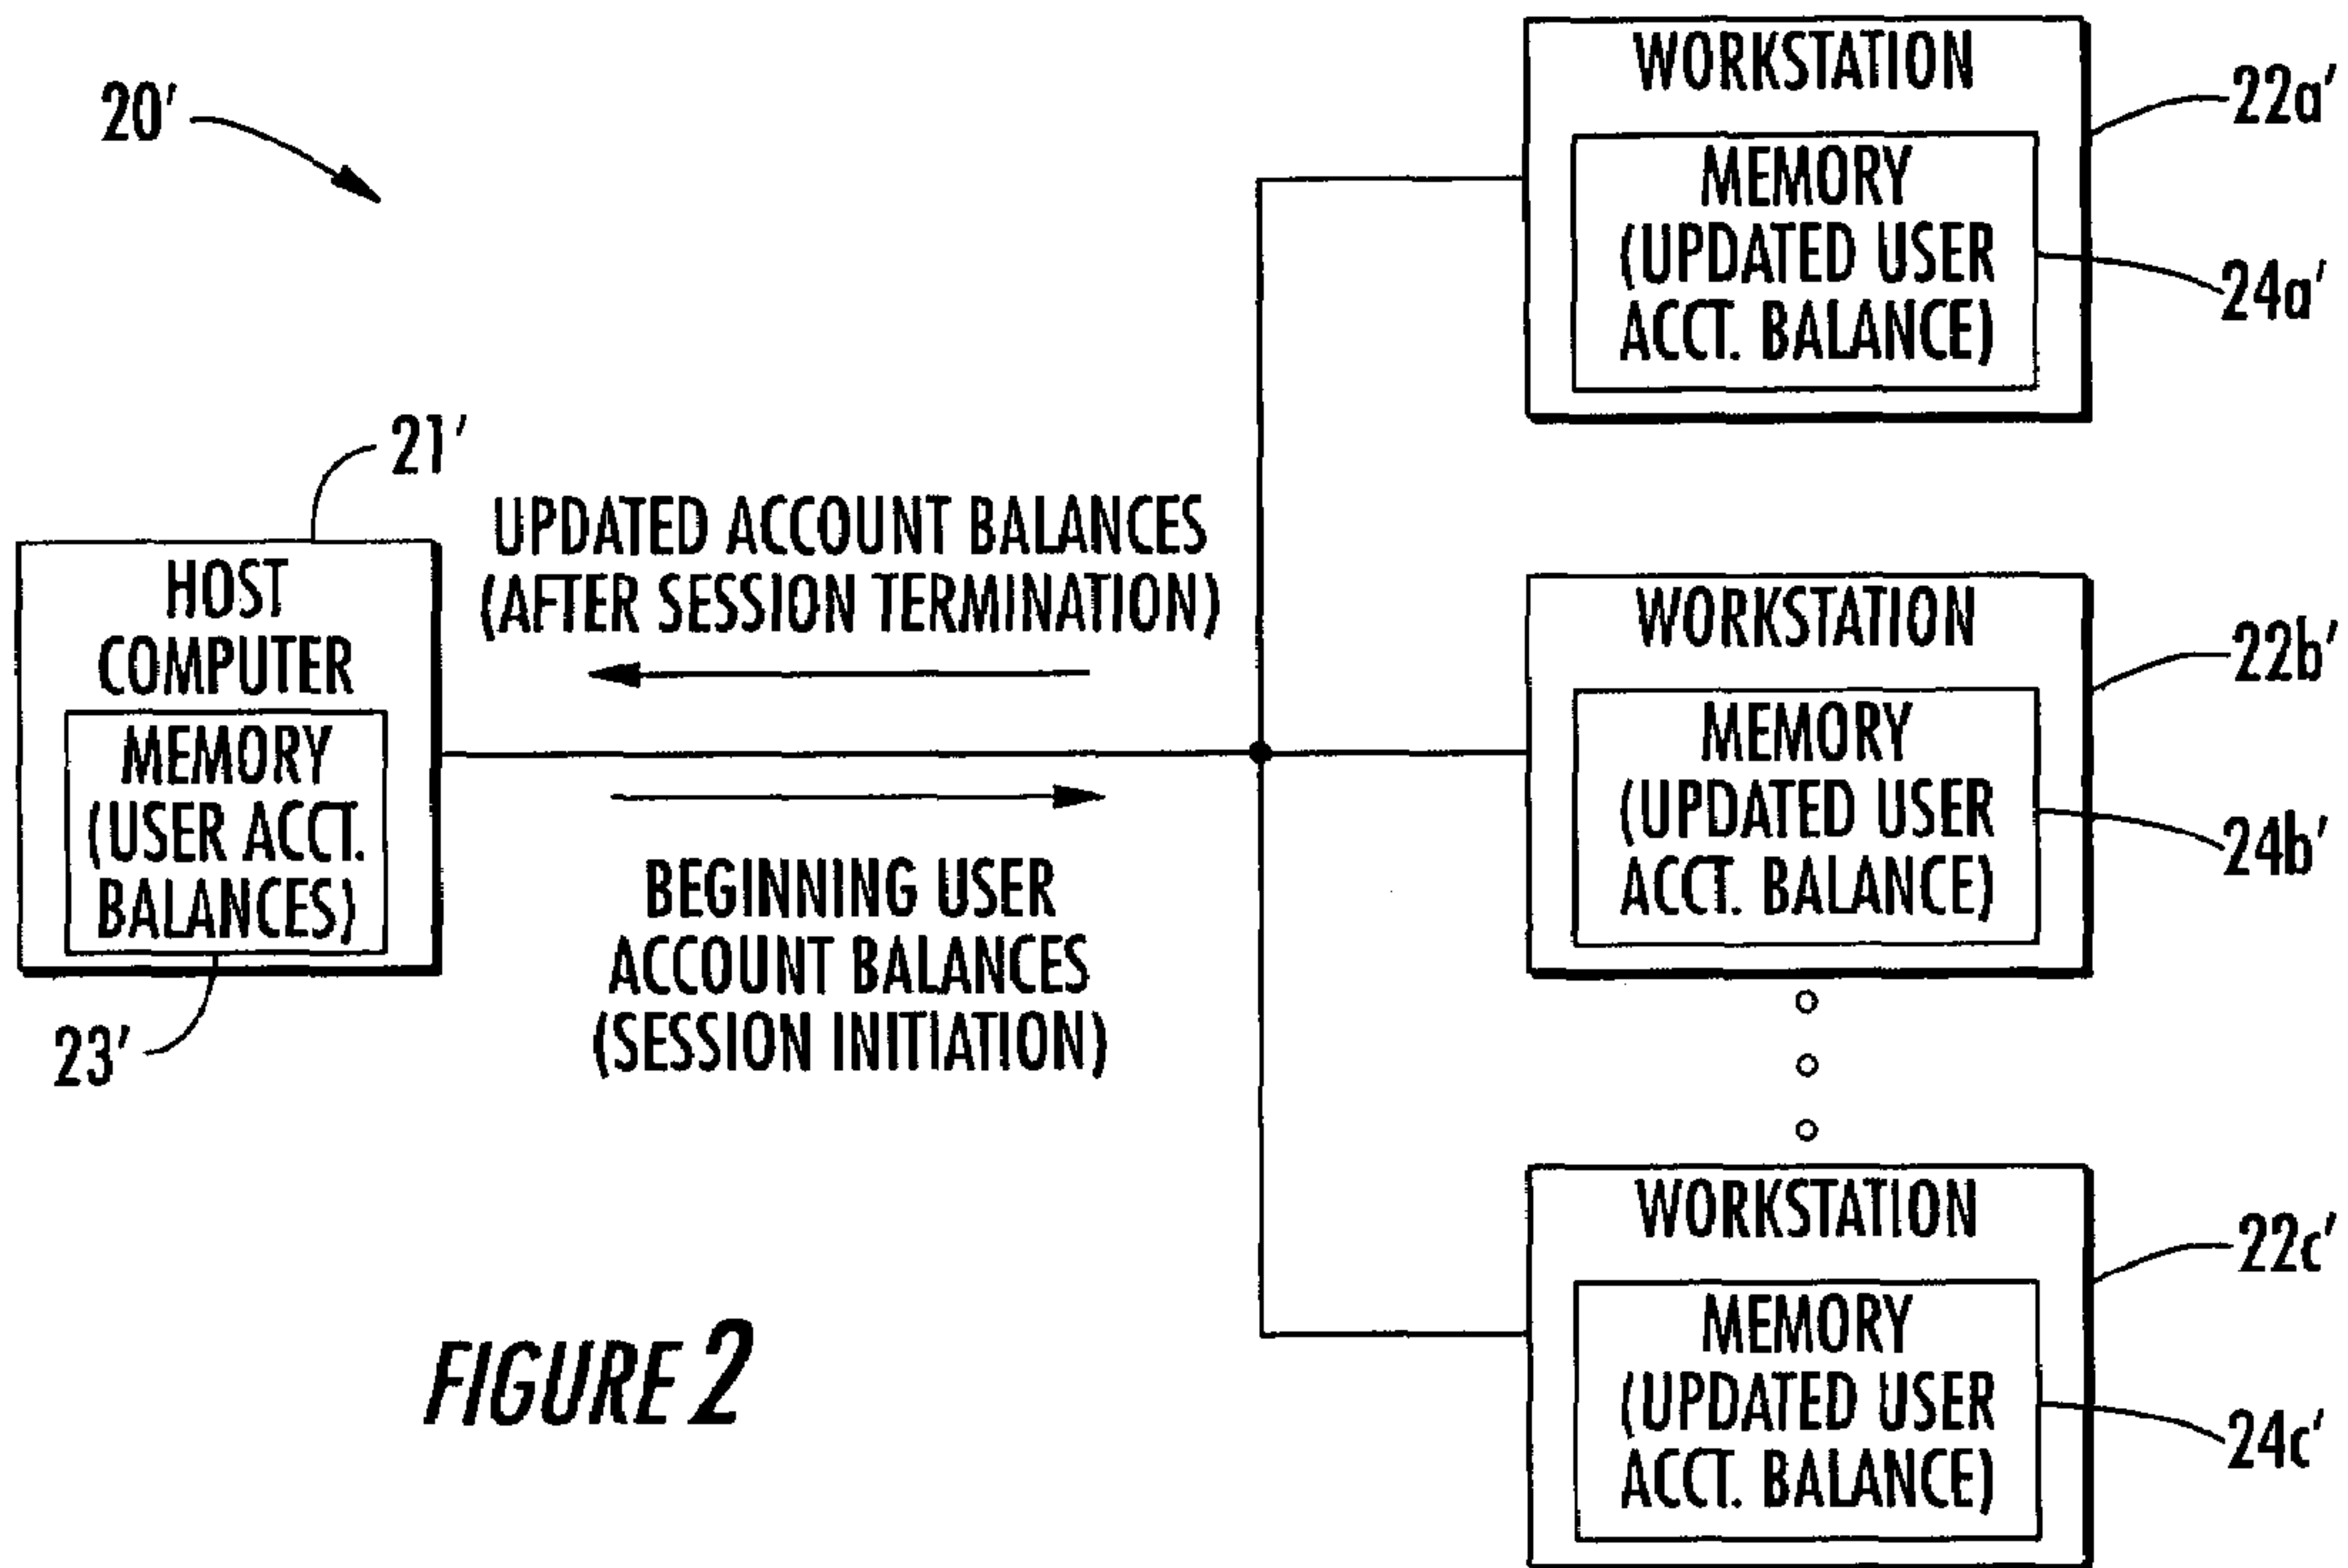 20'
WORKSTATION
22a'
MEMORY
(UPDATED USER
ACCT. BALANCE)
24a'
21'
HOST
COMPUTER
MEMORY
(USER ACCT.
BALANCES)
23'
UPDATED ACCOUNT BALANCES
(AFTER SESSION TERMINATION)
BEGINNING USER
ACCOUNT BALANCES
(SESSION INITIATION)
WORKSTATION
22b'
MEMORY
(UPDATED USER
ACCT. BALANCE)
24b'
WORKSTATION
22c'
MEMORY
(UPDATED USER
ACCT. BALANCE)
24c'
FIGURE 2